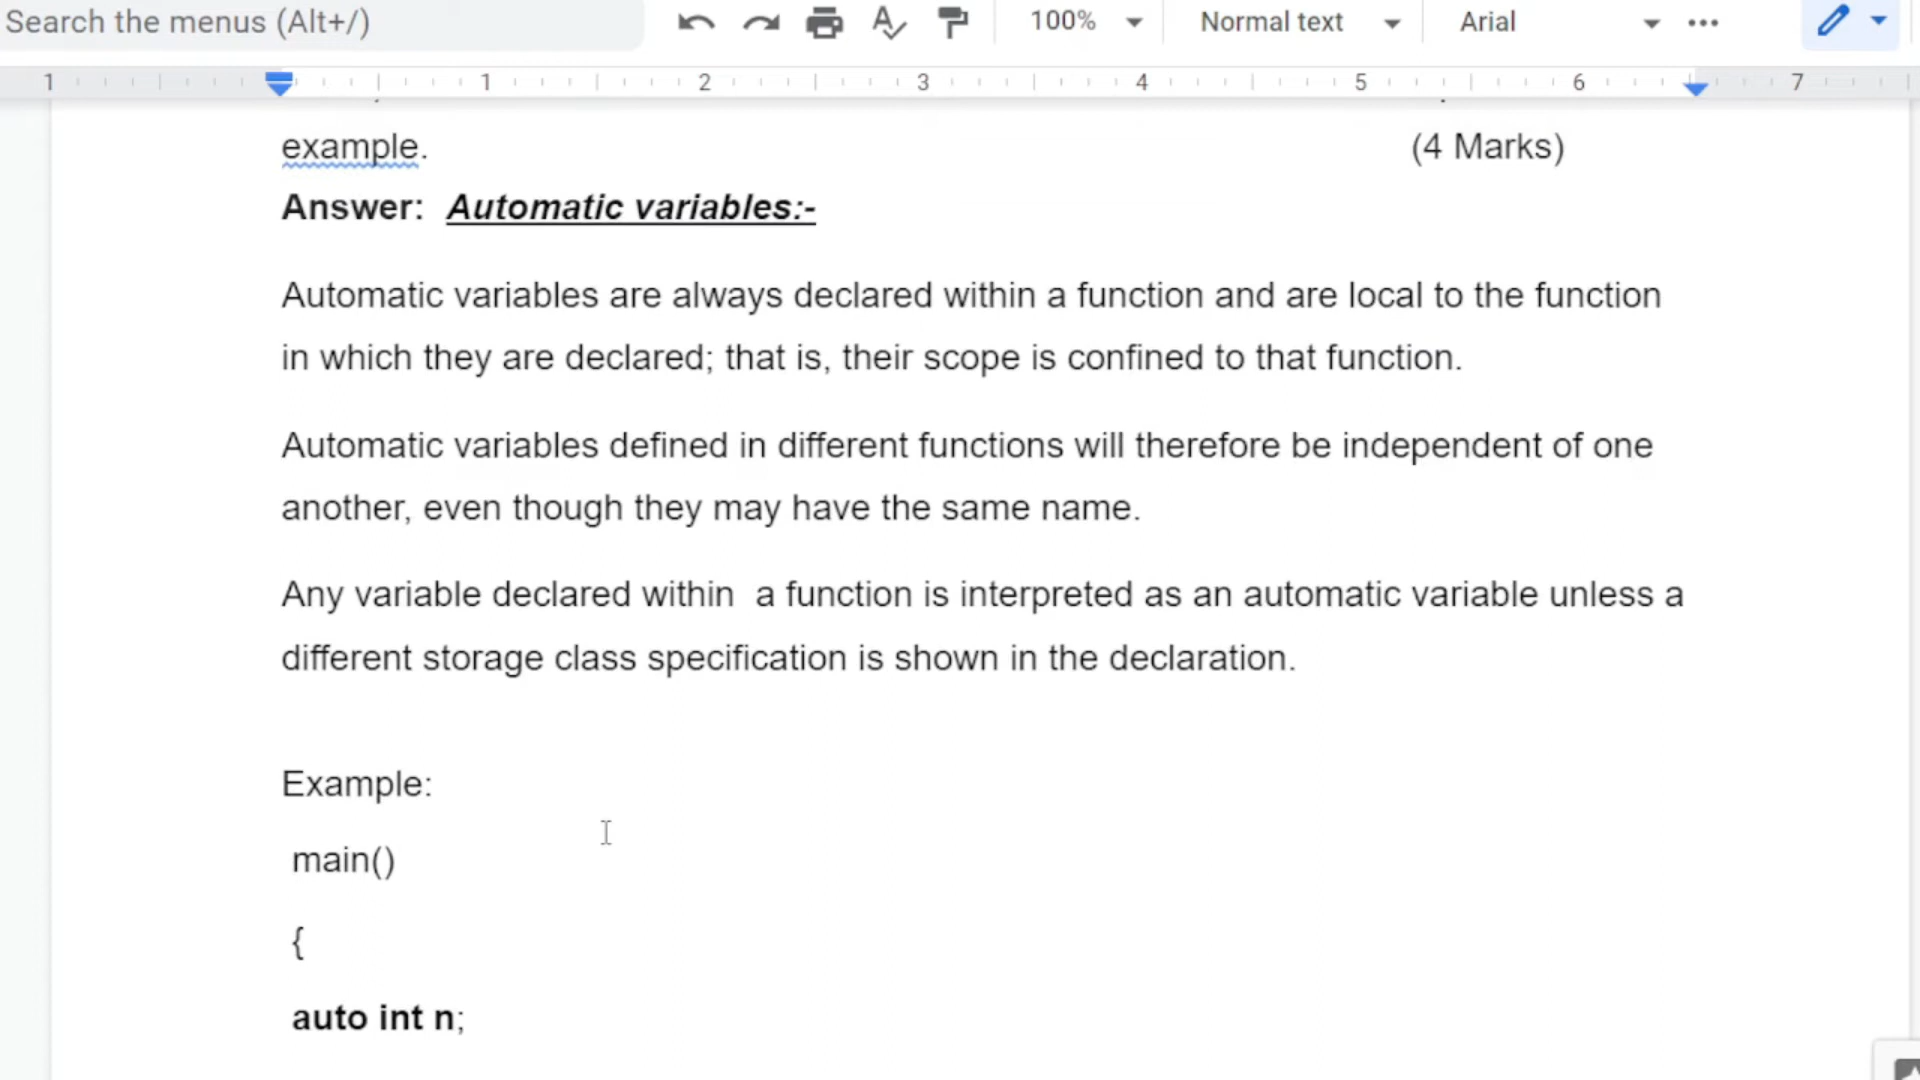 Search the menus (Alt+/)
100%
Normal text
Arial
1 1 2 3 4 5 6 7
example. (4 Marks)
Answer: Automatic variables:-
Automatic variables are always declared within a function and are local to the function
in which they are declared; that is, their scope is confined to that function.
Automatic variables defined in different functions will therefore be independent of one
another, even though they may have the same name.
Any variable declared within  a function is interpreted as an automatic variable unless a
different storage class specification is shown in the declaration.
Example:
main()
{
auto int n;